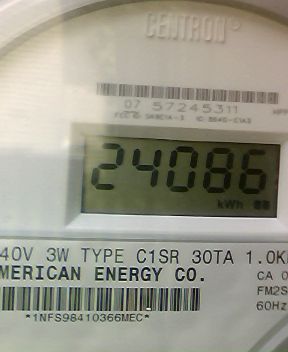 CENTRON®
07 57245311
24086
kWh
40V 3W TYPE C1SR 30TA 1.0K
MERICAN ENERGY CO.
CA 0
FM2S
60Hz
*1NFS98410366MEC*